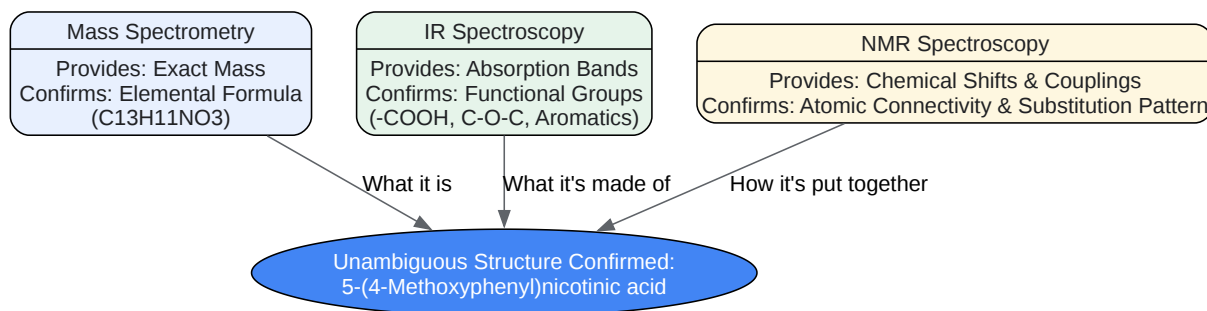 Mass Spectrometry
Provides: Exact Mass
Confirms: Elemental Formula
(C13H11NO3)
IR Spectroscopy
Provides: Absorption Bands
Confirms: Functional Groups
(-COOH, C-O-C, Aromatics)
NMR Spectroscopy
Provides: Chemical Shifts & Couplings
Confirms: Atomic Connectivity & Substitution Pattern
What it is
What it's made of
How it's put together
Unambiguous Structure Confirmed:
5-(4-Methoxyphenyl)nicotinic acid